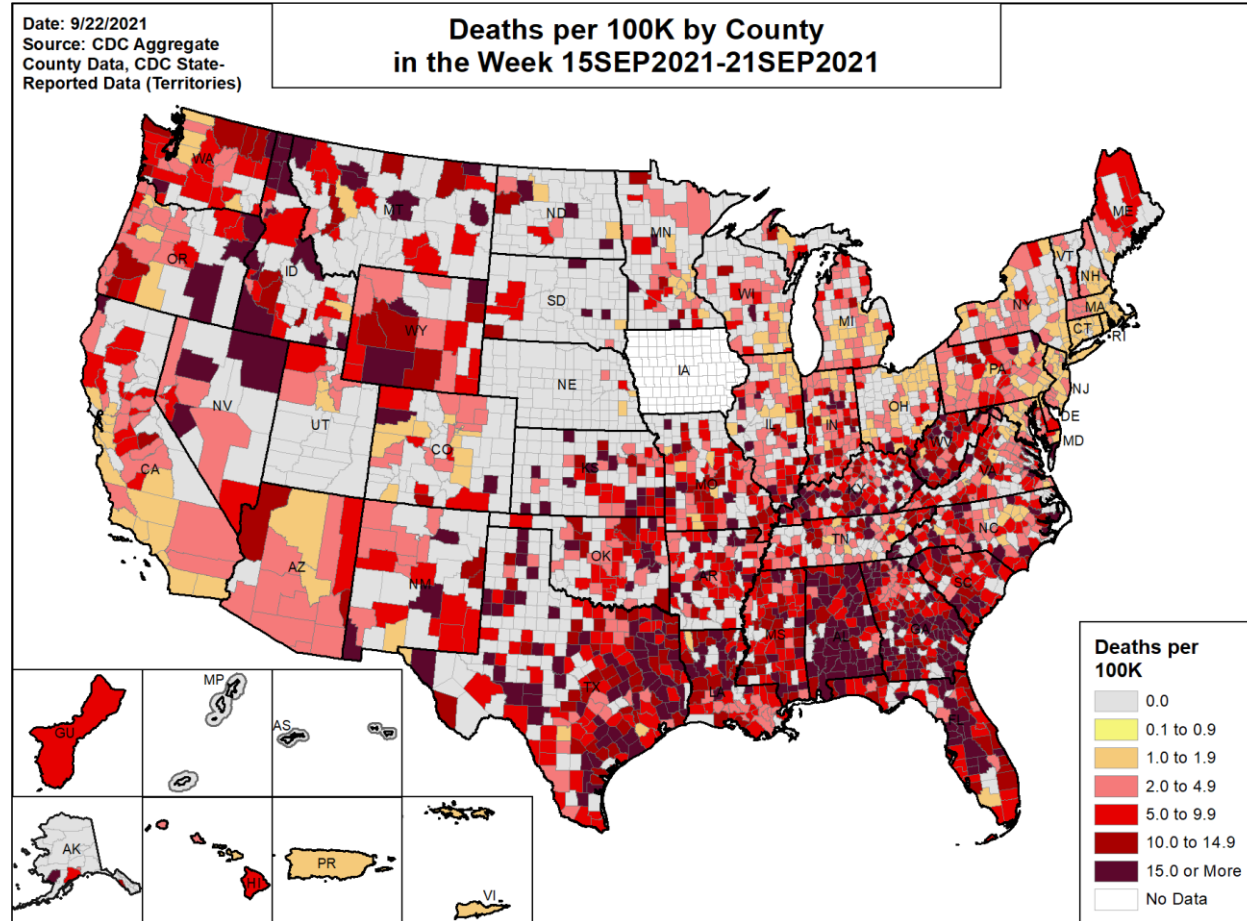 Date: 9/22/2021
Source: CDC Aggregate
County Data, CDC State-
Reported Data (Territories)
Deaths per 100K by County
in the Week 15SEP2021-21SEP2021
WA
MT
ND
MN
ME
OR
ID
SD
WI
MI
VT
NH
NY
MA
CT
RI
WY
IA
NE
PA
NJ
NV
UT
CO
IL
IN
OH
DE
MD
CA
KS
MO
WV
VA
KY
AZ
NM
OK
AR
TN
NC
SC
MS
AL
GA
TX
LA
FL
GU
MP
AS
AK
HI
PR
VI
Deaths per
100K
0.0
0.1 to 0.9
1.0 to 1.9
2.0 to 4.9
5.0 to 9.9
10.0 to 14.9
15.0 or More
No Data